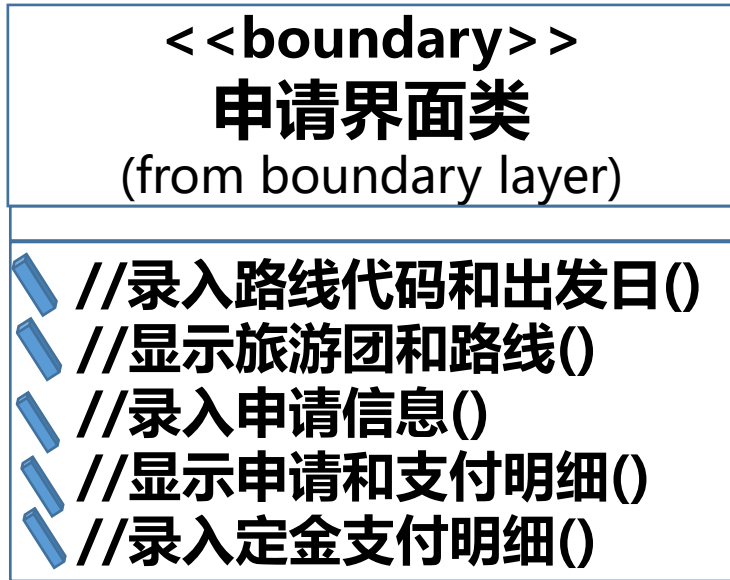 <<boundary>>
申请界面类
(from boundary layer)
//录入路线代码和出发日()
//显示旅游团和路线()
//录入申请信息()
//显示申请和支付明细()
//录入定金支付明细()